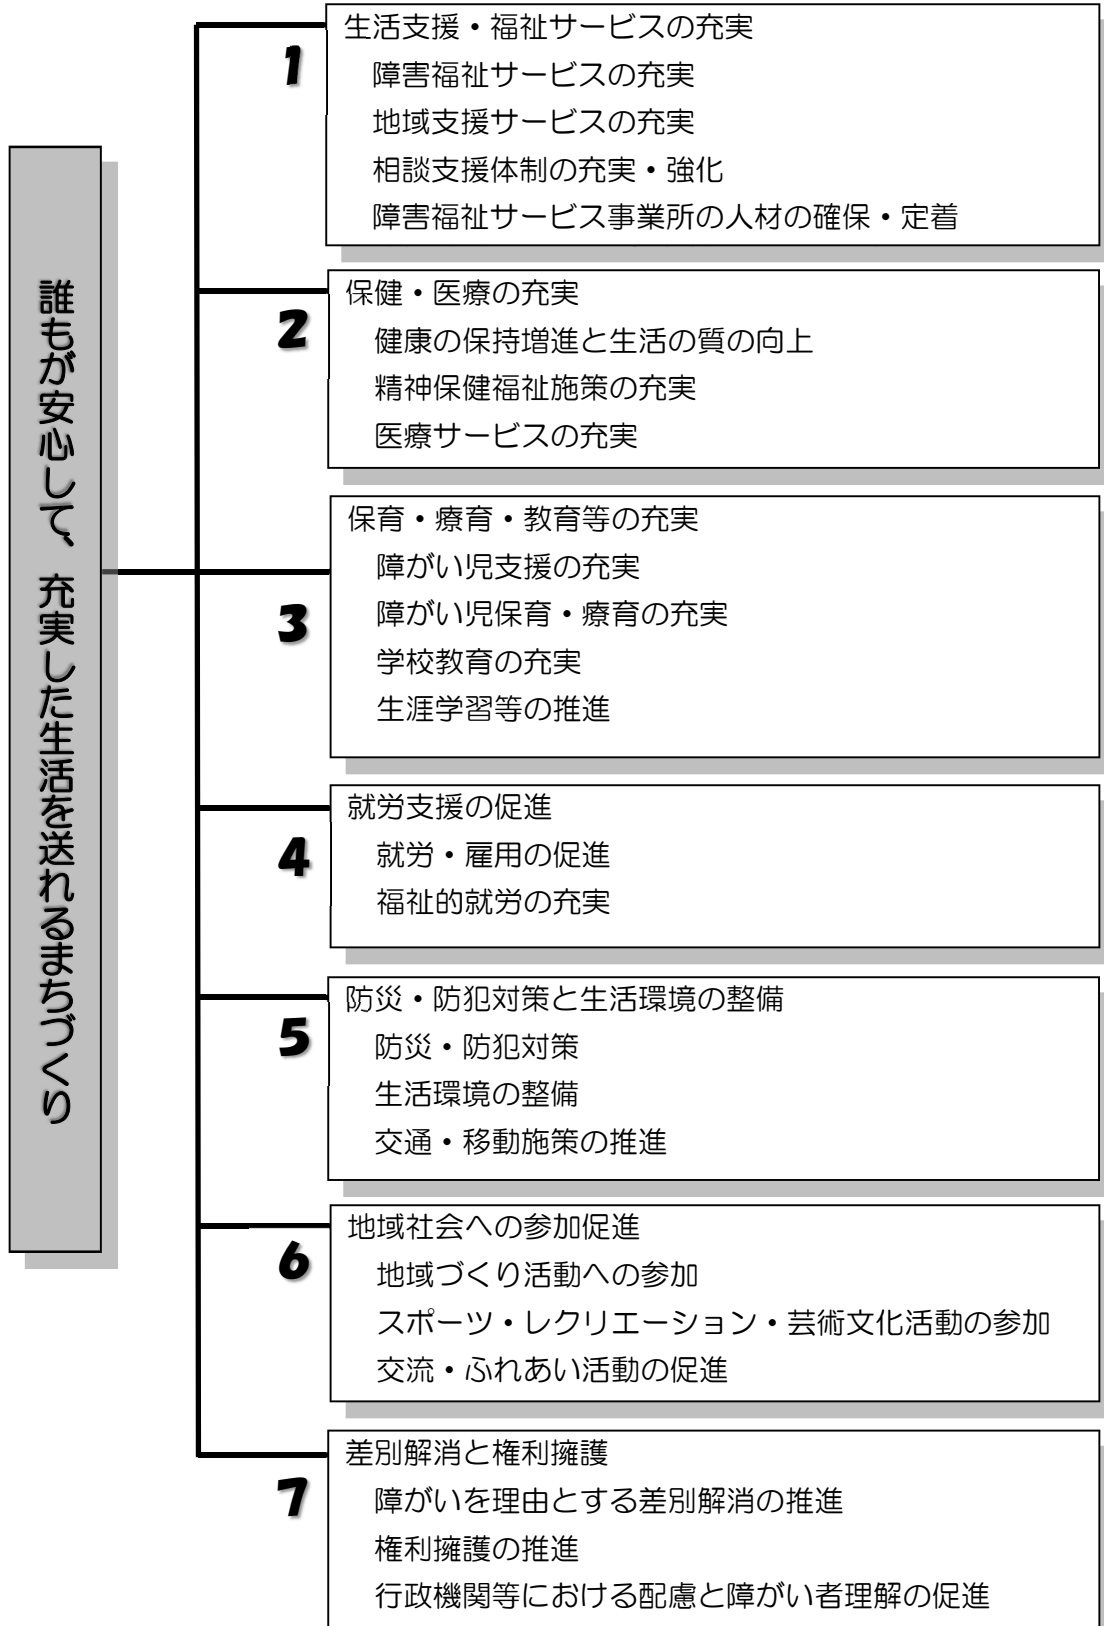 誰もが安心して、充実した生活を送れるまちづくり
1
生活支援・福祉サービスの充実
障害福祉サービスの充実
地域支援サービスの充実
相談支援体制の充実・強化
障害福祉サービス事業所の人材の確保・定着
2
保健・医療の充実
健康の保持増進と生活の質の向上
精神保健福祉施策の充実
医療サービスの充実
3
保育・療育・教育等の充実
障がい児支援の充実
障がい児保育・療育の充実
学校教育の充実
生涯学習等の推進
4
就労支援の促進
就労・雇用の促進
福祉的就労の充実
5
防災・防犯対策と生活環境の整備
防災・防犯対策
生活環境の整備
交通・移動施策の推進
6
地域社会への参加促進
地域づくり活動への参加
スポーツ・レクリエーション・芸術文化活動の参加
交流・ふれあい活動の促進
7
差別解消と権利擁護
障がいを理由とする差別解消の推進
権利擁護の推進
行政機関等における配慮と障がい者理解の促進